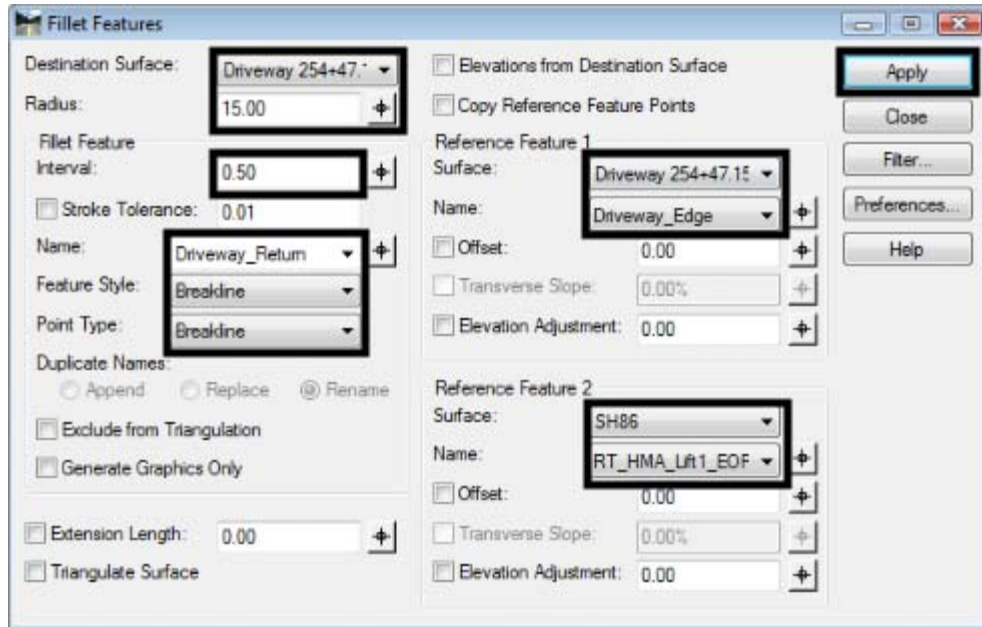 Fillet Features
Destination Surface: Driveway 254+47.
Radius: 15.00
Fillet Feature
Interval: 0.50
Stroke Tolerance: 0.01
Name: Driveway_Return
Feature Style: Breakline
Point Type: Breakline
Duplicate Names:
Append Replace Rename
Exclude from Triangulation
Generate Graphics Only
Extension Length: 0.00
Triangulate Surface
Elevations from Destination Surface
Copy Reference Feature Points
Reference Feature 1
Surface: Driveway 254+47.15
Name: Driveway_Edge
Offset: 0.00
Transverse Slope: 0.00%
Elevation Adjustment: 0.00
Reference Feature 2
Surface: SH86
Name: RT_HMA_Lift1_EOP
Offset: 0.00
Transverse Slope: 0.00%
Elevation Adjustment: 0.00
Apply
Close
Filter...
Preferences...
Help